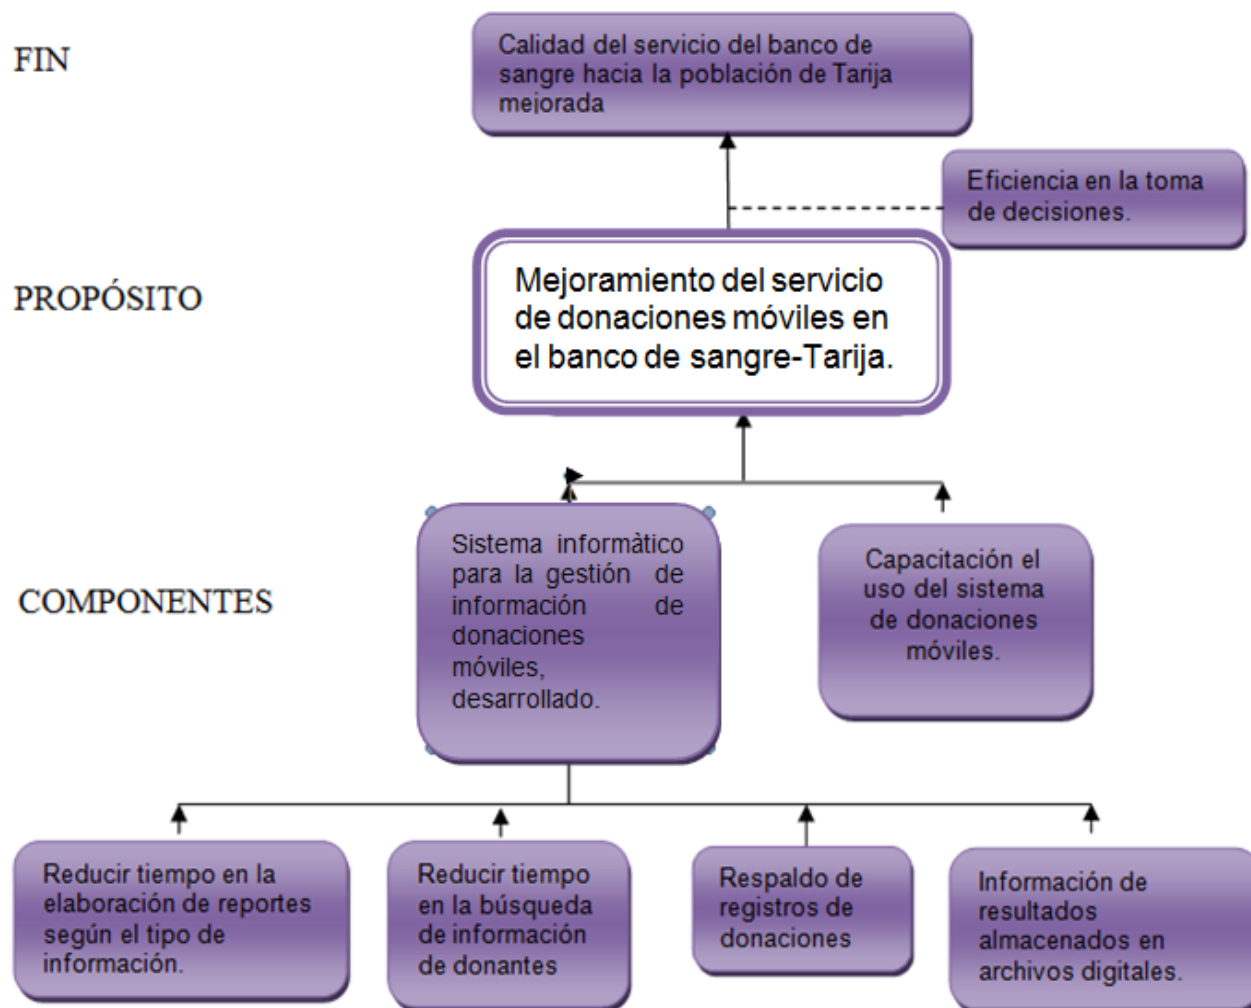 FIN
Calidad del servicio del banco de
sangre hacia la población de Tarija
mejorada
Eficiencia en la toma
de decisiones.
PROPÓSITO
Mejoramiento del servicio
de donaciones móviles en
el banco de sangre-Tarija.
COMPONENTES
Sistema informàtico
para la gestión de
información de
donaciones
móviles,
desarrollado.
Capacitación el
uso del sistema
de donaciones
móviles.
Reducir tiempo en la
elaboración de reportes
según el tipo de
información.
Reducir tiempo
en la búsqueda
de información
de donantes
Respaldo de
registros de
donaciones
Información de
resultados
almacenados en
archivos digitales.